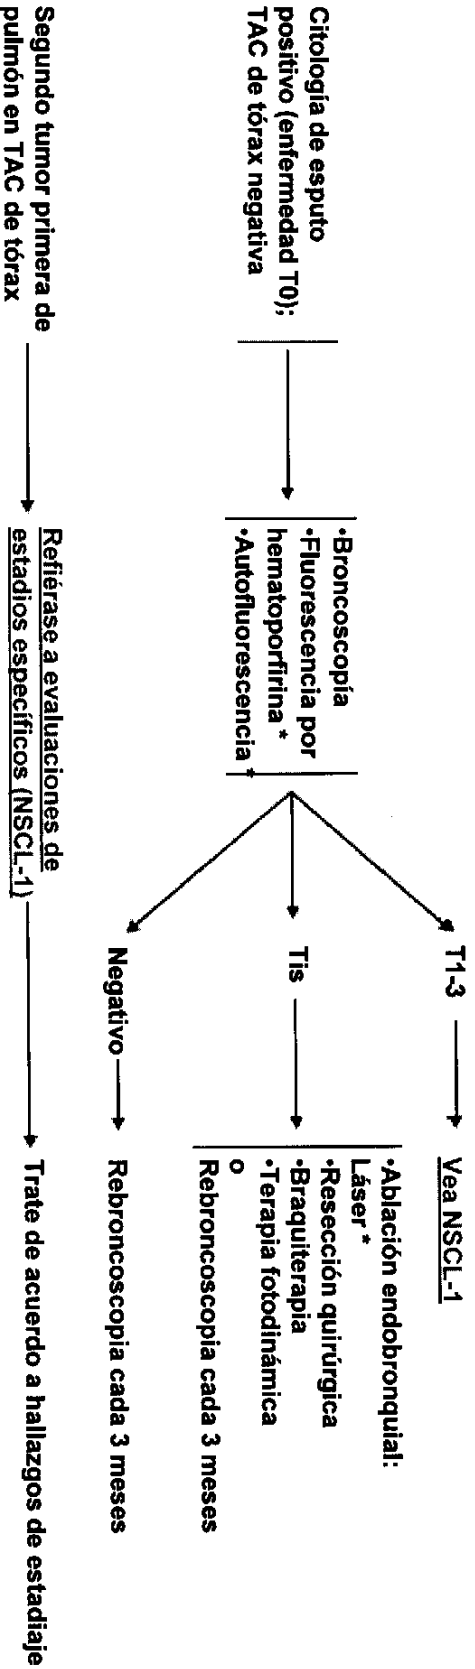 Citología de esputo
positivo (enfermedad T0);
TAC de tórax negativa
•Broncoscopía
•Fluorescencia por
hematoporfirina *
•Autofluorescencia *
T1-3
Vea NSCL-1
Tis
•Ablación endobronquial:
Láser *
•Resección quirúrgica
•Braquiterapia
•Terapia fotodinámica
o
Rebroncoscopia cada 3 meses
Negativo
Rebroncoscopia cada 3 meses
Segundo tumor primera de
pulmón en TAC de tórax
Refiérase a evaluaciones de
estadios específicos (NSCL-1)
Trate de acuerdo a hallazgos de estadiaje